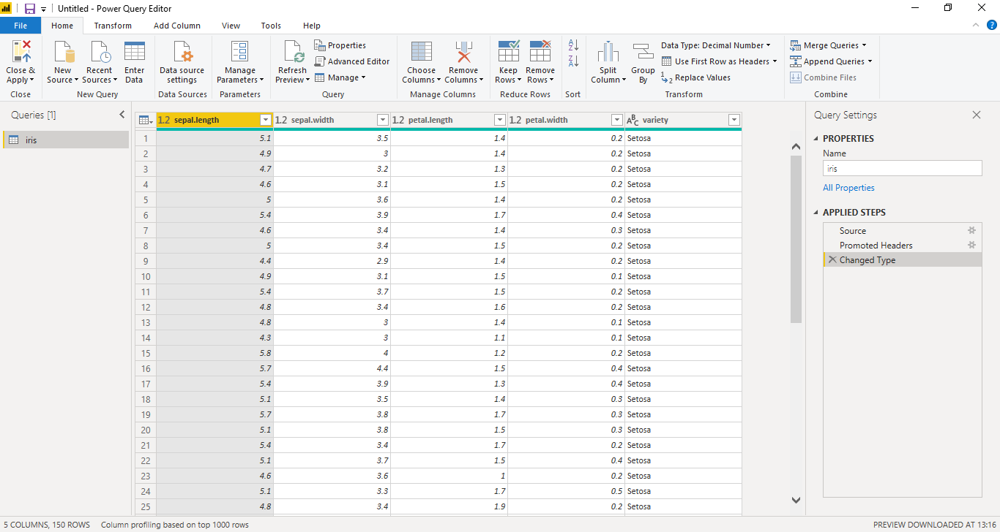 Untitled - Power Query Editor
File Home Transform Add Column View Tools Help
Close & Apply
New Source
Recent Sources
Enter Data
Data source settings
Manage Parameters
Refresh Preview
Properties
Advanced Editor
Manage
Choose Columns
Remove Columns
Keep Rows
Remove Rows
Split Column
Group By
Data Type: Decimal Number
Use First Row as Headers
Replace Values
Merge Queries
Append Queries
Combine Files
Close New Query Data Sources Parameters Query Manage Columns Reduce Rows Sort Transform Combine
Queries [1]
iris
1.2 sepal.length 1.2 sepal.width 1.2 petal.length 1.2 petal.width ABC variety
1 5.1 3.5 1.4 0.2 Setosa
2 4.9 3 1.4 0.2 Setosa
3 4.7 3.2 1.3 0.2 Setosa
4 4.6 3.1 1.5 0.2 Setosa
5 5 3.6 1.4 0.2 Setosa
6 5.4 3.9 1.7 0.4 Setosa
7 4.6 3.4 1.4 0.3 Setosa
8 5 3.4 1.5 0.2 Setosa
9 4.4 2.9 1.4 0.2 Setosa
10 4.9 3.1 1.5 0.1 Setosa
11 5.4 3.7 1.5 0.2 Setosa
12 4.8 3.4 1.6 0.2 Setosa
13 4.8 3 1.4 0.1 Setosa
14 4.3 3 1.1 0.1 Setosa
15 5.8 4 1.2 0.2 Setosa
16 5.7 4.4 1.5 0.4 Setosa
17 5.4 3.9 1.3 0.4 Setosa
18 5.1 3.5 1.4 0.3 Setosa
19 5.7 3.8 1.7 0.3 Setosa
20 5.1 3.8 1.5 0.3 Setosa
21 5.4 3.4 1.7 0.2 Setosa
22 5.1 3.7 1.5 0.4 Setosa
23 4.6 3.6 1 0.2 Setosa
24 5.1 3.3 1.7 0.5 Setosa
25 4.8 3.4 1.9 0.2 Setosa
Query Settings
PROPERTIES
Name
iris
All Properties
APPLIED STEPS
Source
Promoted Headers
Changed Type
5 COLUMNS, 150 ROWS Column profiling based on top 1000 rows PREVIEW DOWNLOADED AT 13:16